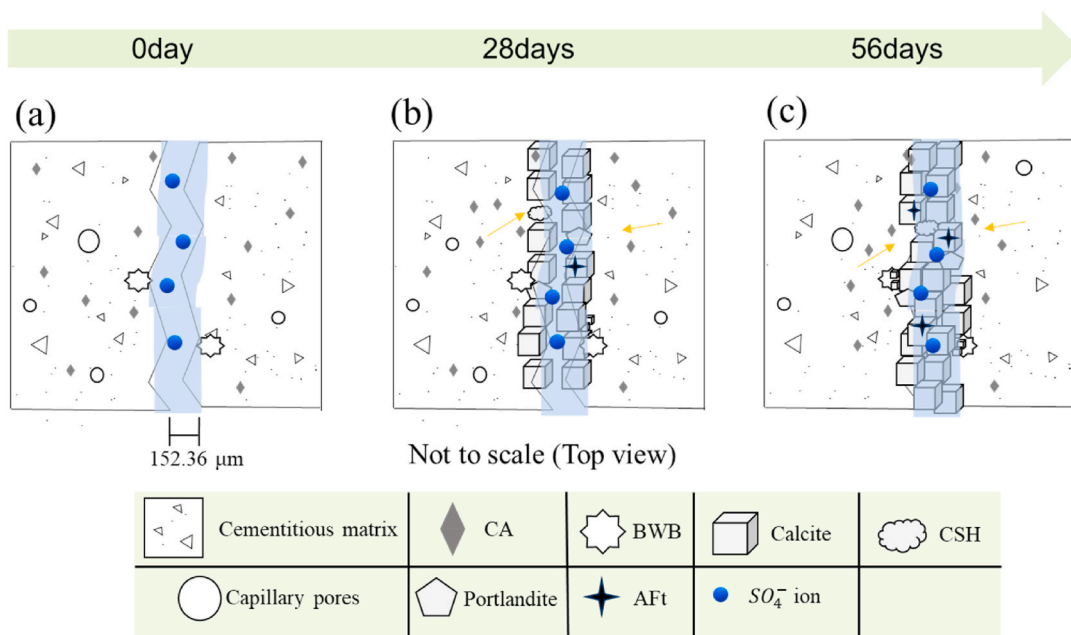 0day 28days 56days
(a) (b) (c)
152.36 μm
Not to scale (Top view)
Cementitious matrix CA BWB Calcite CSH
Capillary pores Portlandite AFt SO₄⁻ ion